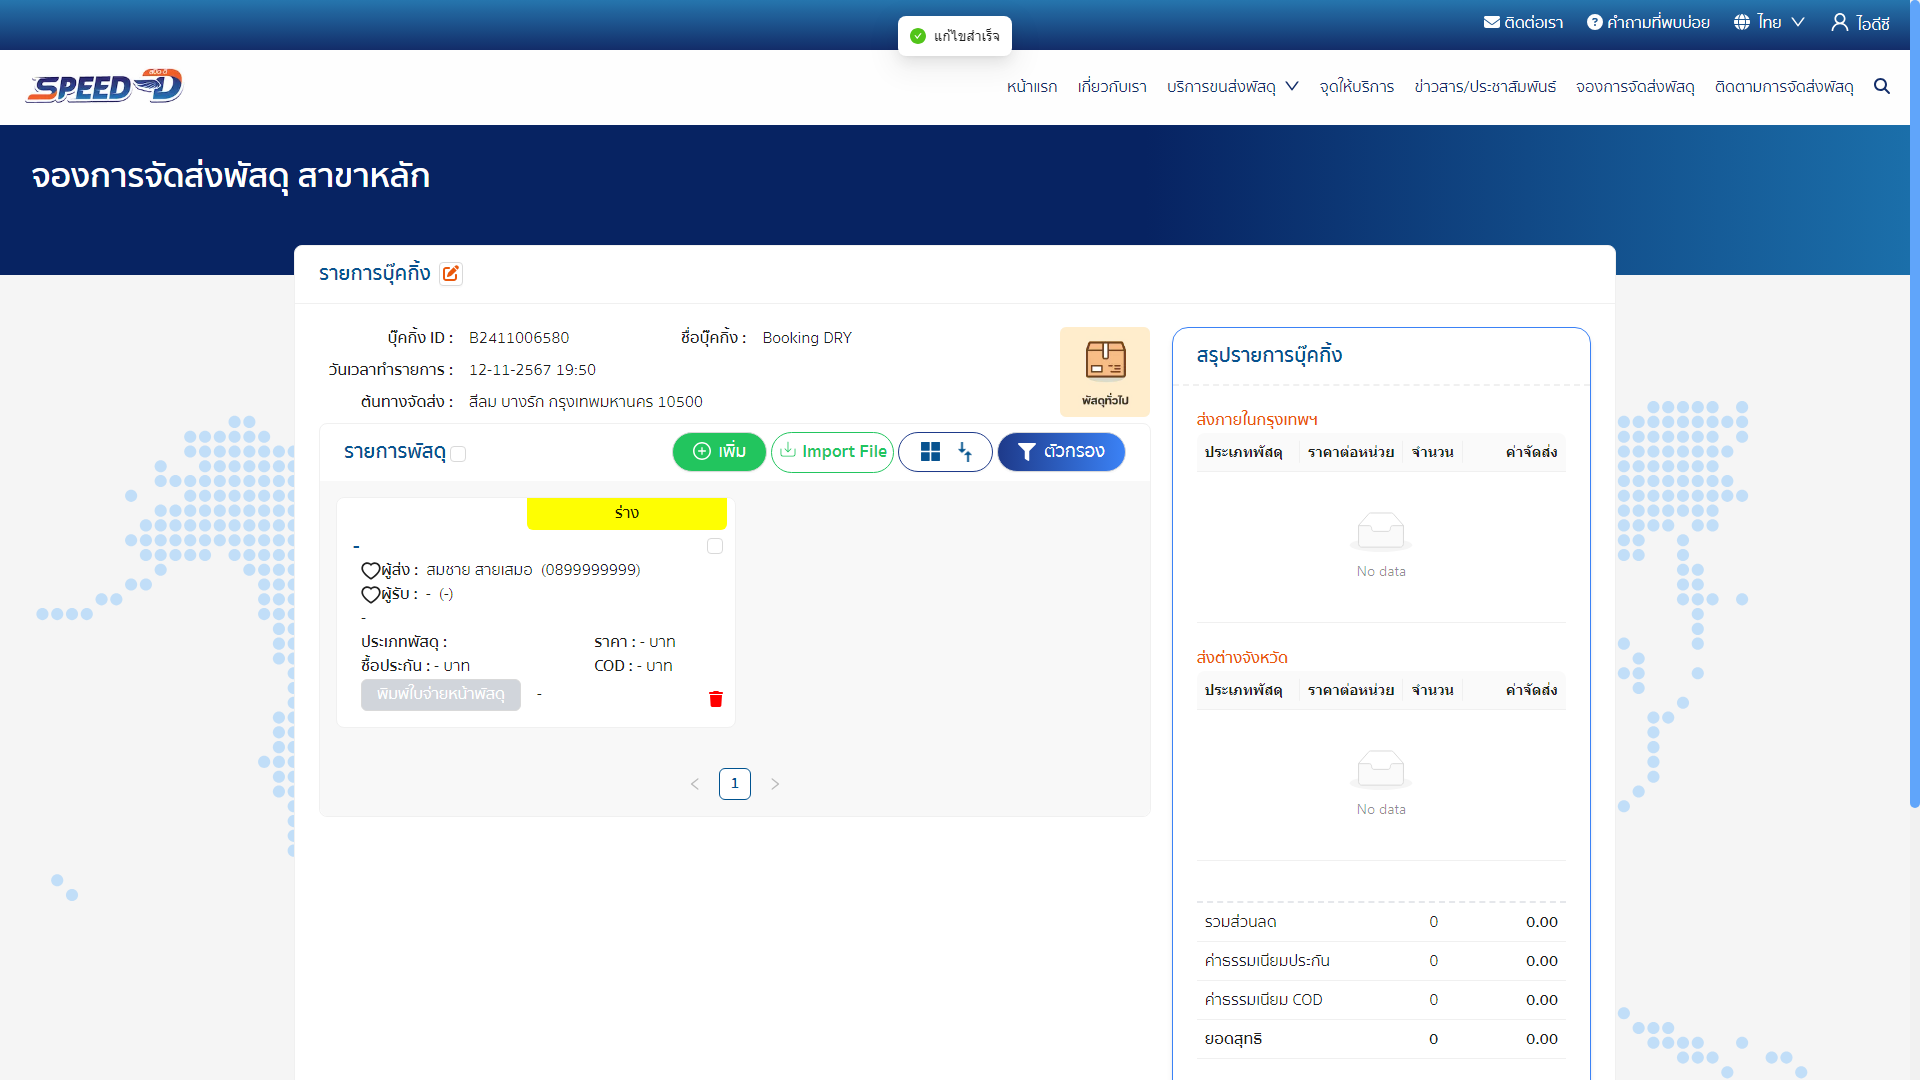 ติดต่อเรา คำถามที่พบบ่อย ไทย ไอดีซี
แก้ไขสำเร็จ
SPEED-D
หน้าแรก เกี่ยวกับเรา บริการขนส่งพัสดุ จุดให้บริการ ข่าวสาร/ประชาสัมพันธ์ จองการจัดส่งพัสดุ ติดตามการจัดส่งพัสดุ
จองการจัดส่งพัสดุ สาขาหลัก
รายการบุ๊คกิ้ง
บุ๊คกิ้ง ID : B2411006580 ชื่อบุ๊คกิ้ง : Booking DRY
วันเวลาทำรายการ : 12-11-2567 19:50
ต้นทางจัดส่ง : สีลม บางรัก กรุงเทพมหานคร 10500
พัสดุทั่วไป
รายการพัสดุ เพิ่ม Import File ตัวกรอง
ร่าง
-
ผู้ส่ง : สมชาย สายเสมอ (0899999999)
ผู้รับ : - (-)
-
ประเภทพัสดุ : ราคา : - บาท
ซื้อประกัน : - บาท COD : - บาท
พิมพ์ใบจ่ายหน้าพัสดุ -
< 1 >
สรุปรายการบุ๊คกิ้ง
ส่งภายในกรุงเทพฯ
ประเภทพัสดุ ราคาต่อหน่วย จำนวน ค่าจัดส่ง
No data
ส่งต่างจังหวัด
ประเภทพัสดุ ราคาต่อหน่วย จำนวน ค่าจัดส่ง
No data
รวมส่วนลด 0 0.00
ค่าธรรมเนียมประกัน 0 0.00
ค่าธรรมเนียม COD 0 0.00
ยอดสุทธิ 0 0.00